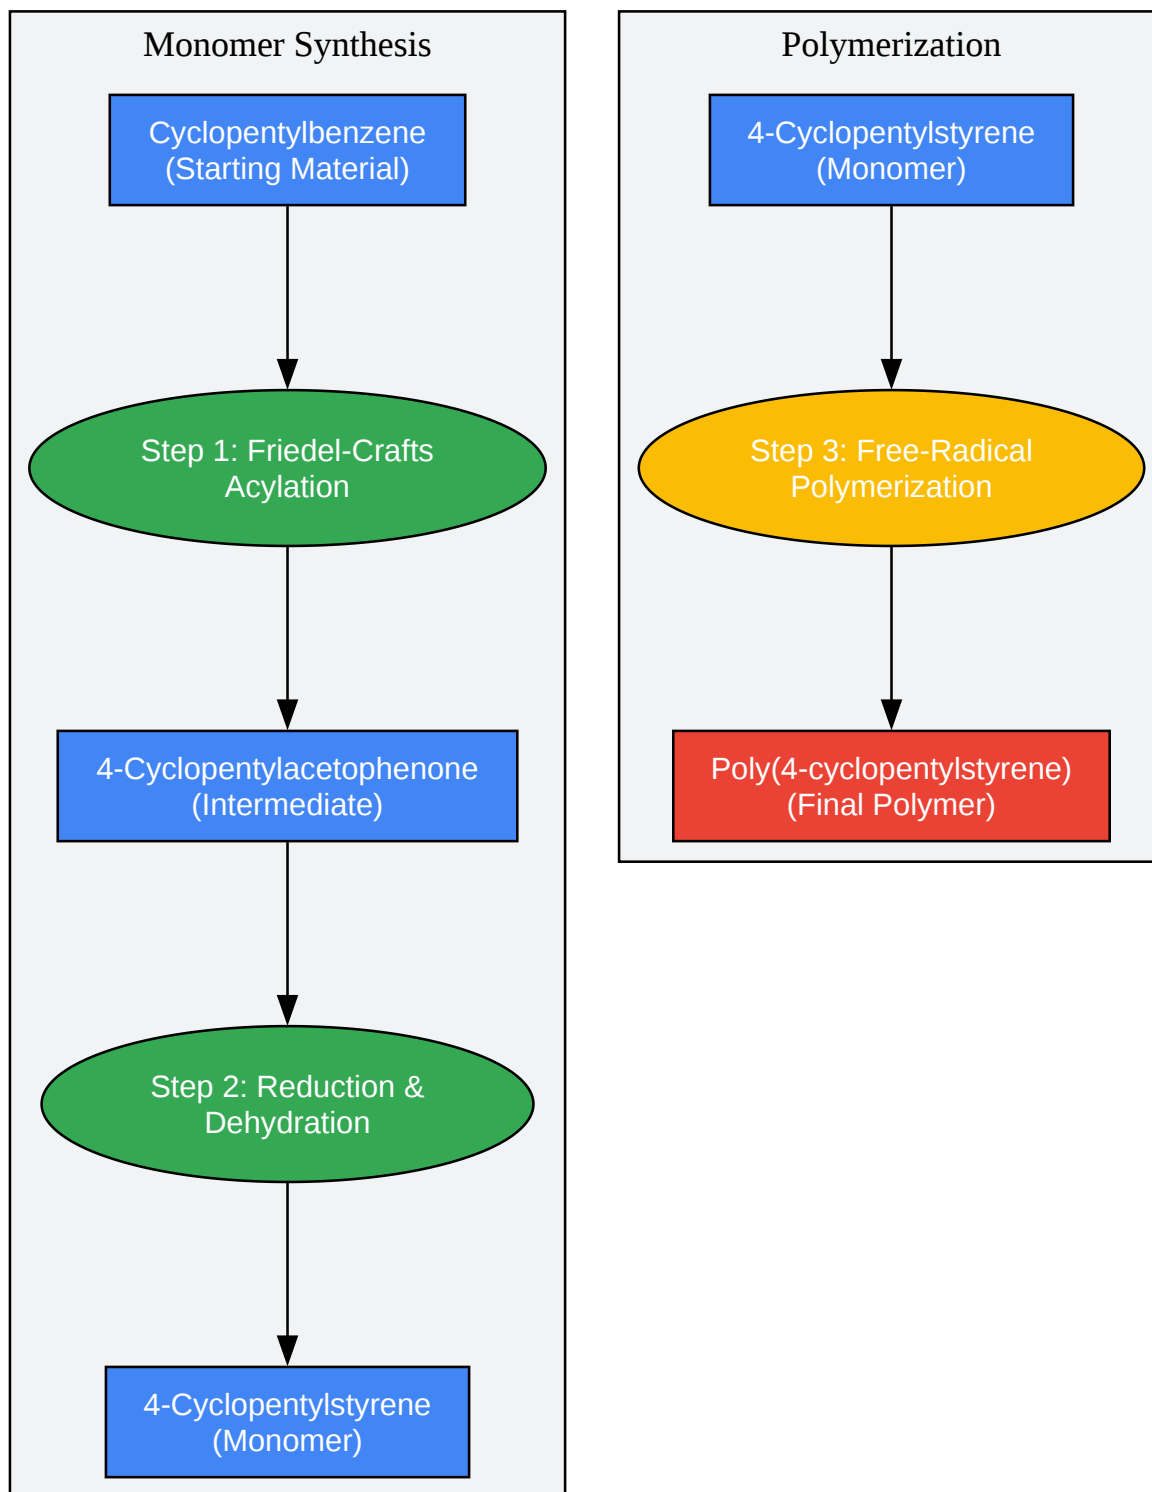 Monomer Synthesis
Cyclopentylbenzene
(Starting Material)
Step 1: Friedel-Crafts
Acylation
4-Cyclopentylacetophenone
(Intermediate)
Step 2: Reduction &
Dehydration
4-Cyclopentylstyrene
(Monomer)
Polymerization
4-Cyclopentylstyrene
(Monomer)
Step 3: Free-Radical
Polymerization
Poly(4-cyclopentylstyrene)
(Final Polymer)